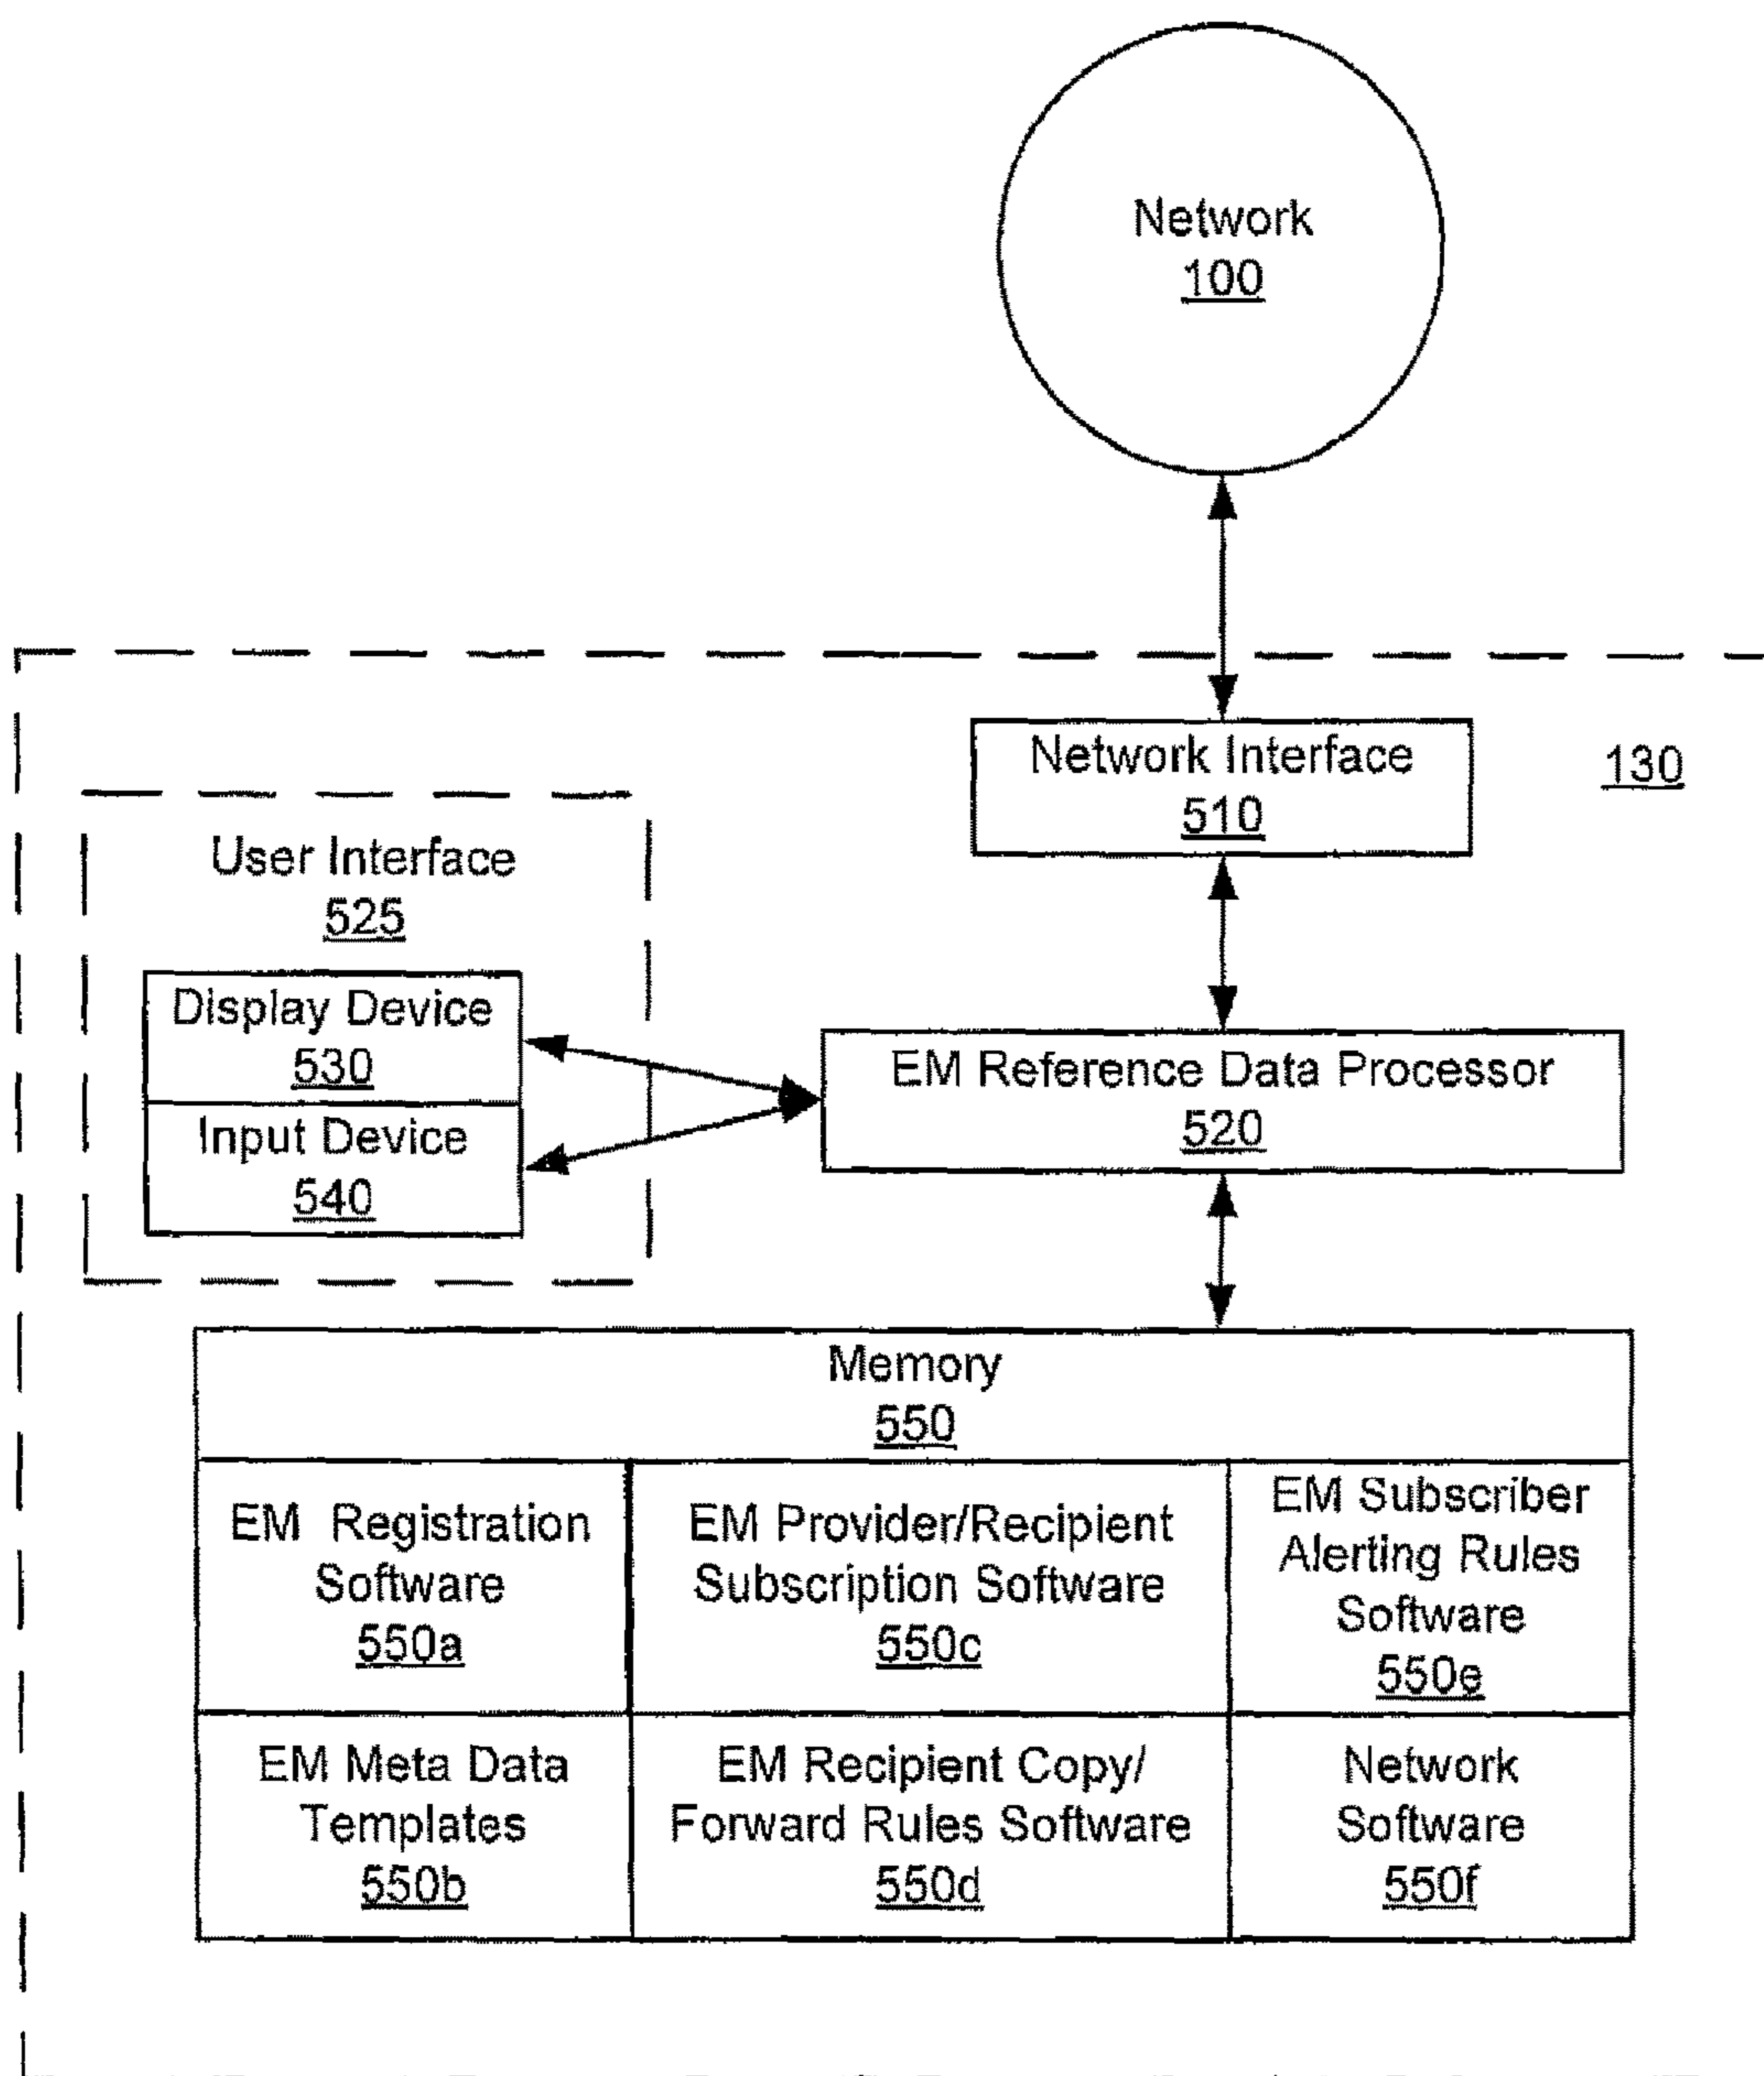 Network
100
Network Interface
510
130
User Interface
525
Display Device
530
Input Device
540
EM Reference Data Processor
520
Memory
550
EM Registration
Software
550a
EM Provider/Recipient
Subscription Software
550c
EM Subscriber
Alerting Rules
Software
550e
EM Meta Data
Templates
550b
EM Recipient Copy/
Forward Rules Software
550d
Network
Software
550f